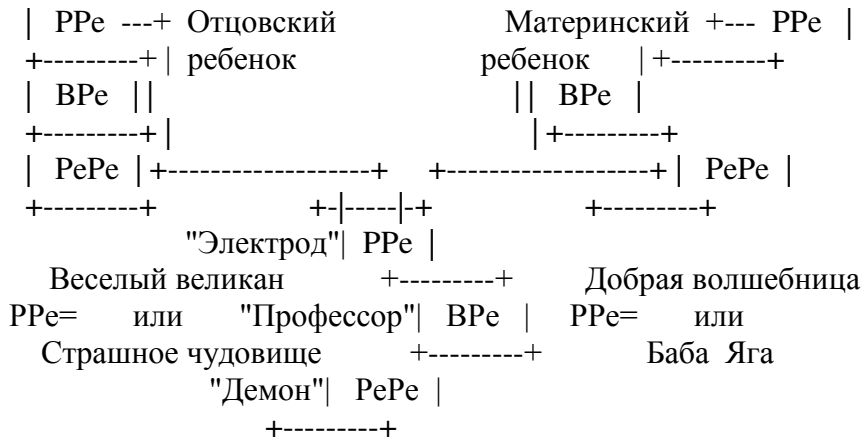 | РРе ---+ Отцовский Материнский +--- РРе |
+---------+ | ребенок ребенок | +---------+
| ВРе | | | | ВРе |
+---------+ | | +---------+
| РеРе | +-------------------+ +-------------------+ | РеРе |
+---------+ +-|-----|-+ +---------+
"Электрод"| РРе |
Веселый великан +---------+ Добрая волшебница
РРе= или "Профессор"| ВРе | РРе= или
Страшное чудовище +---------+ Баба Яга
"Демон"| РеРе |
+---------+